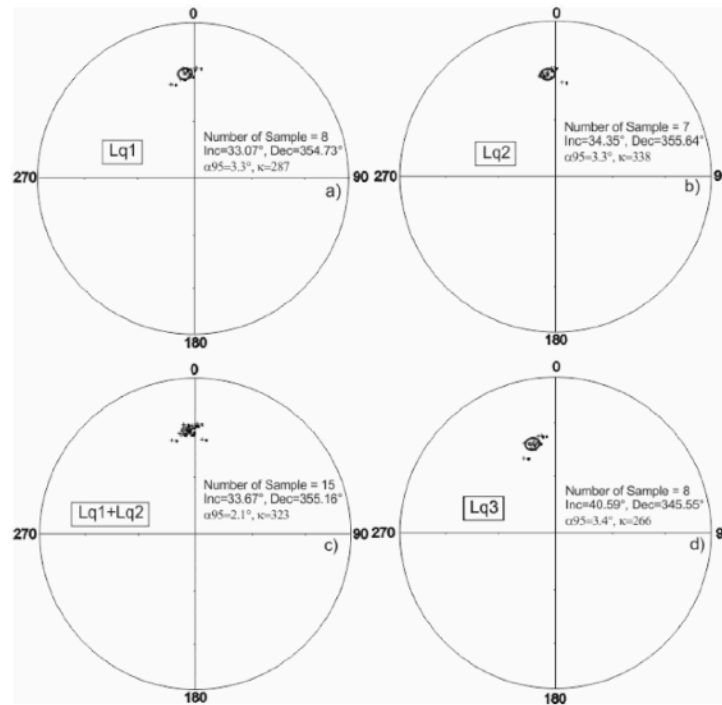 0
Number of Sample = 8
Inc=33.07°, Dec=354.73°
α95=3.3°, κ=287
Lq1
270
90
a)
180
0
Number of Sample = 7
Inc=34.35°, Dec=355.64°
α95=3.3°, κ=338
Lq2
270
9
b)
180
0
Number of Sample = 15
Inc=33.67°, Dec=355.16°
α95=2.1°, κ=323
Lq1+Lq2
270
90
c)
180
0
Number of Sample = 8
Inc=40.59°, Dec=345.55°
α95=3.4°, κ=266
Lq3
270
9
d)
180